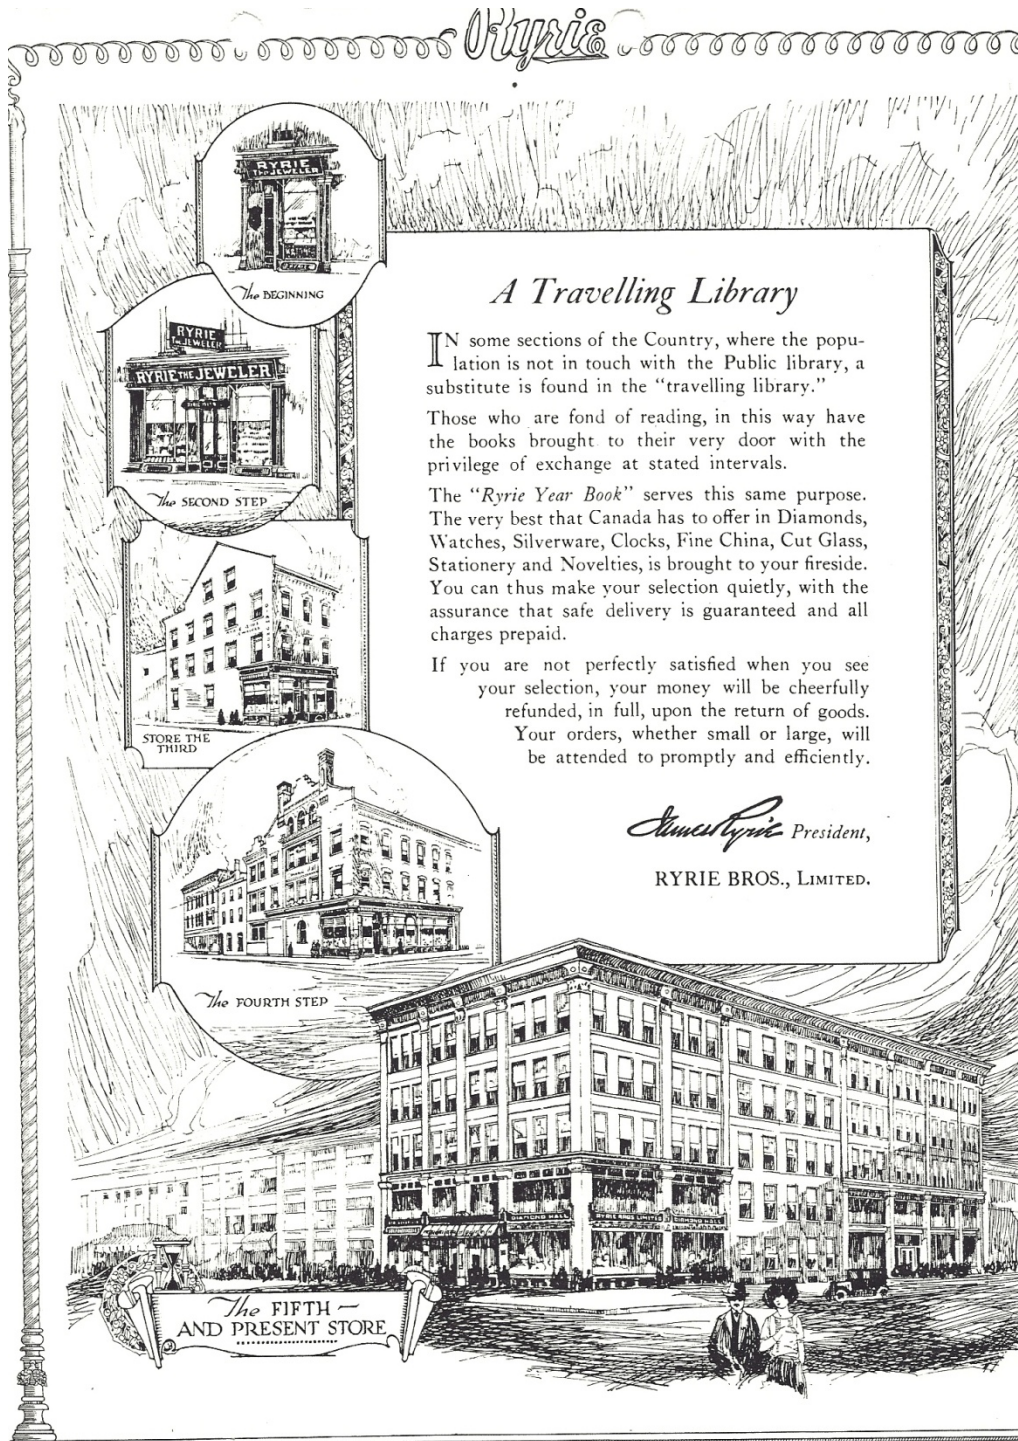 Ryrie
RYRIE
THE JEWELER
The BEGINNING
RYRIE
THE JEWELER
RYRIE THE JEWELER
The SECOND STEP
STORE THE
THIRD
The FOURTH STEP
A Travelling Library
IN some sections of the Country, where the popu-
lation is not in touch with the Public library, a
substitute is found in the “travelling library.”
Those who are fond of reading, in this way have
the books brought to their very door with the
privilege of exchange at stated intervals.
The “Ryrie Year Book” serves this same purpose.
The very best that Canada has to offer in Diamonds,
Watches, Silverware, Clocks, Fine China, Cut Glass,
Stationery and Novelties, is brought to your fireside.
You can thus make your selection quietly, with the
assurance that safe delivery is guaranteed and all
charges prepaid.
If you are not perfectly satisfied when you see
your selection, your money will be cheerfully
refunded, in full, upon the return of goods.
Your orders, whether small or large, will
be attended to promptly and efficiently.
James Ryrie President,
RYRIE BROS., LIMITED.
DIAMOND HALL
RYRIE BROS LIMITED
DIAMOND HALL
The FIFTH —
AND PRESENT STORE